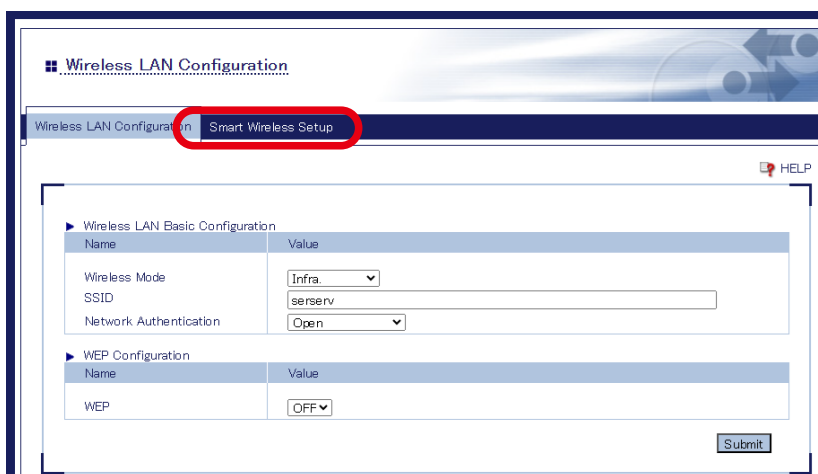 Wireless LAN Configuration
Wireless LAN Configuration Smart Wireless Setup
HELP
Wireless LAN Basic Configuration
Name Value
Wireless Mode Infra.
SSID serserv
Network Authentication Open
WEP Configuration
Name Value
WEP OFF
Submit